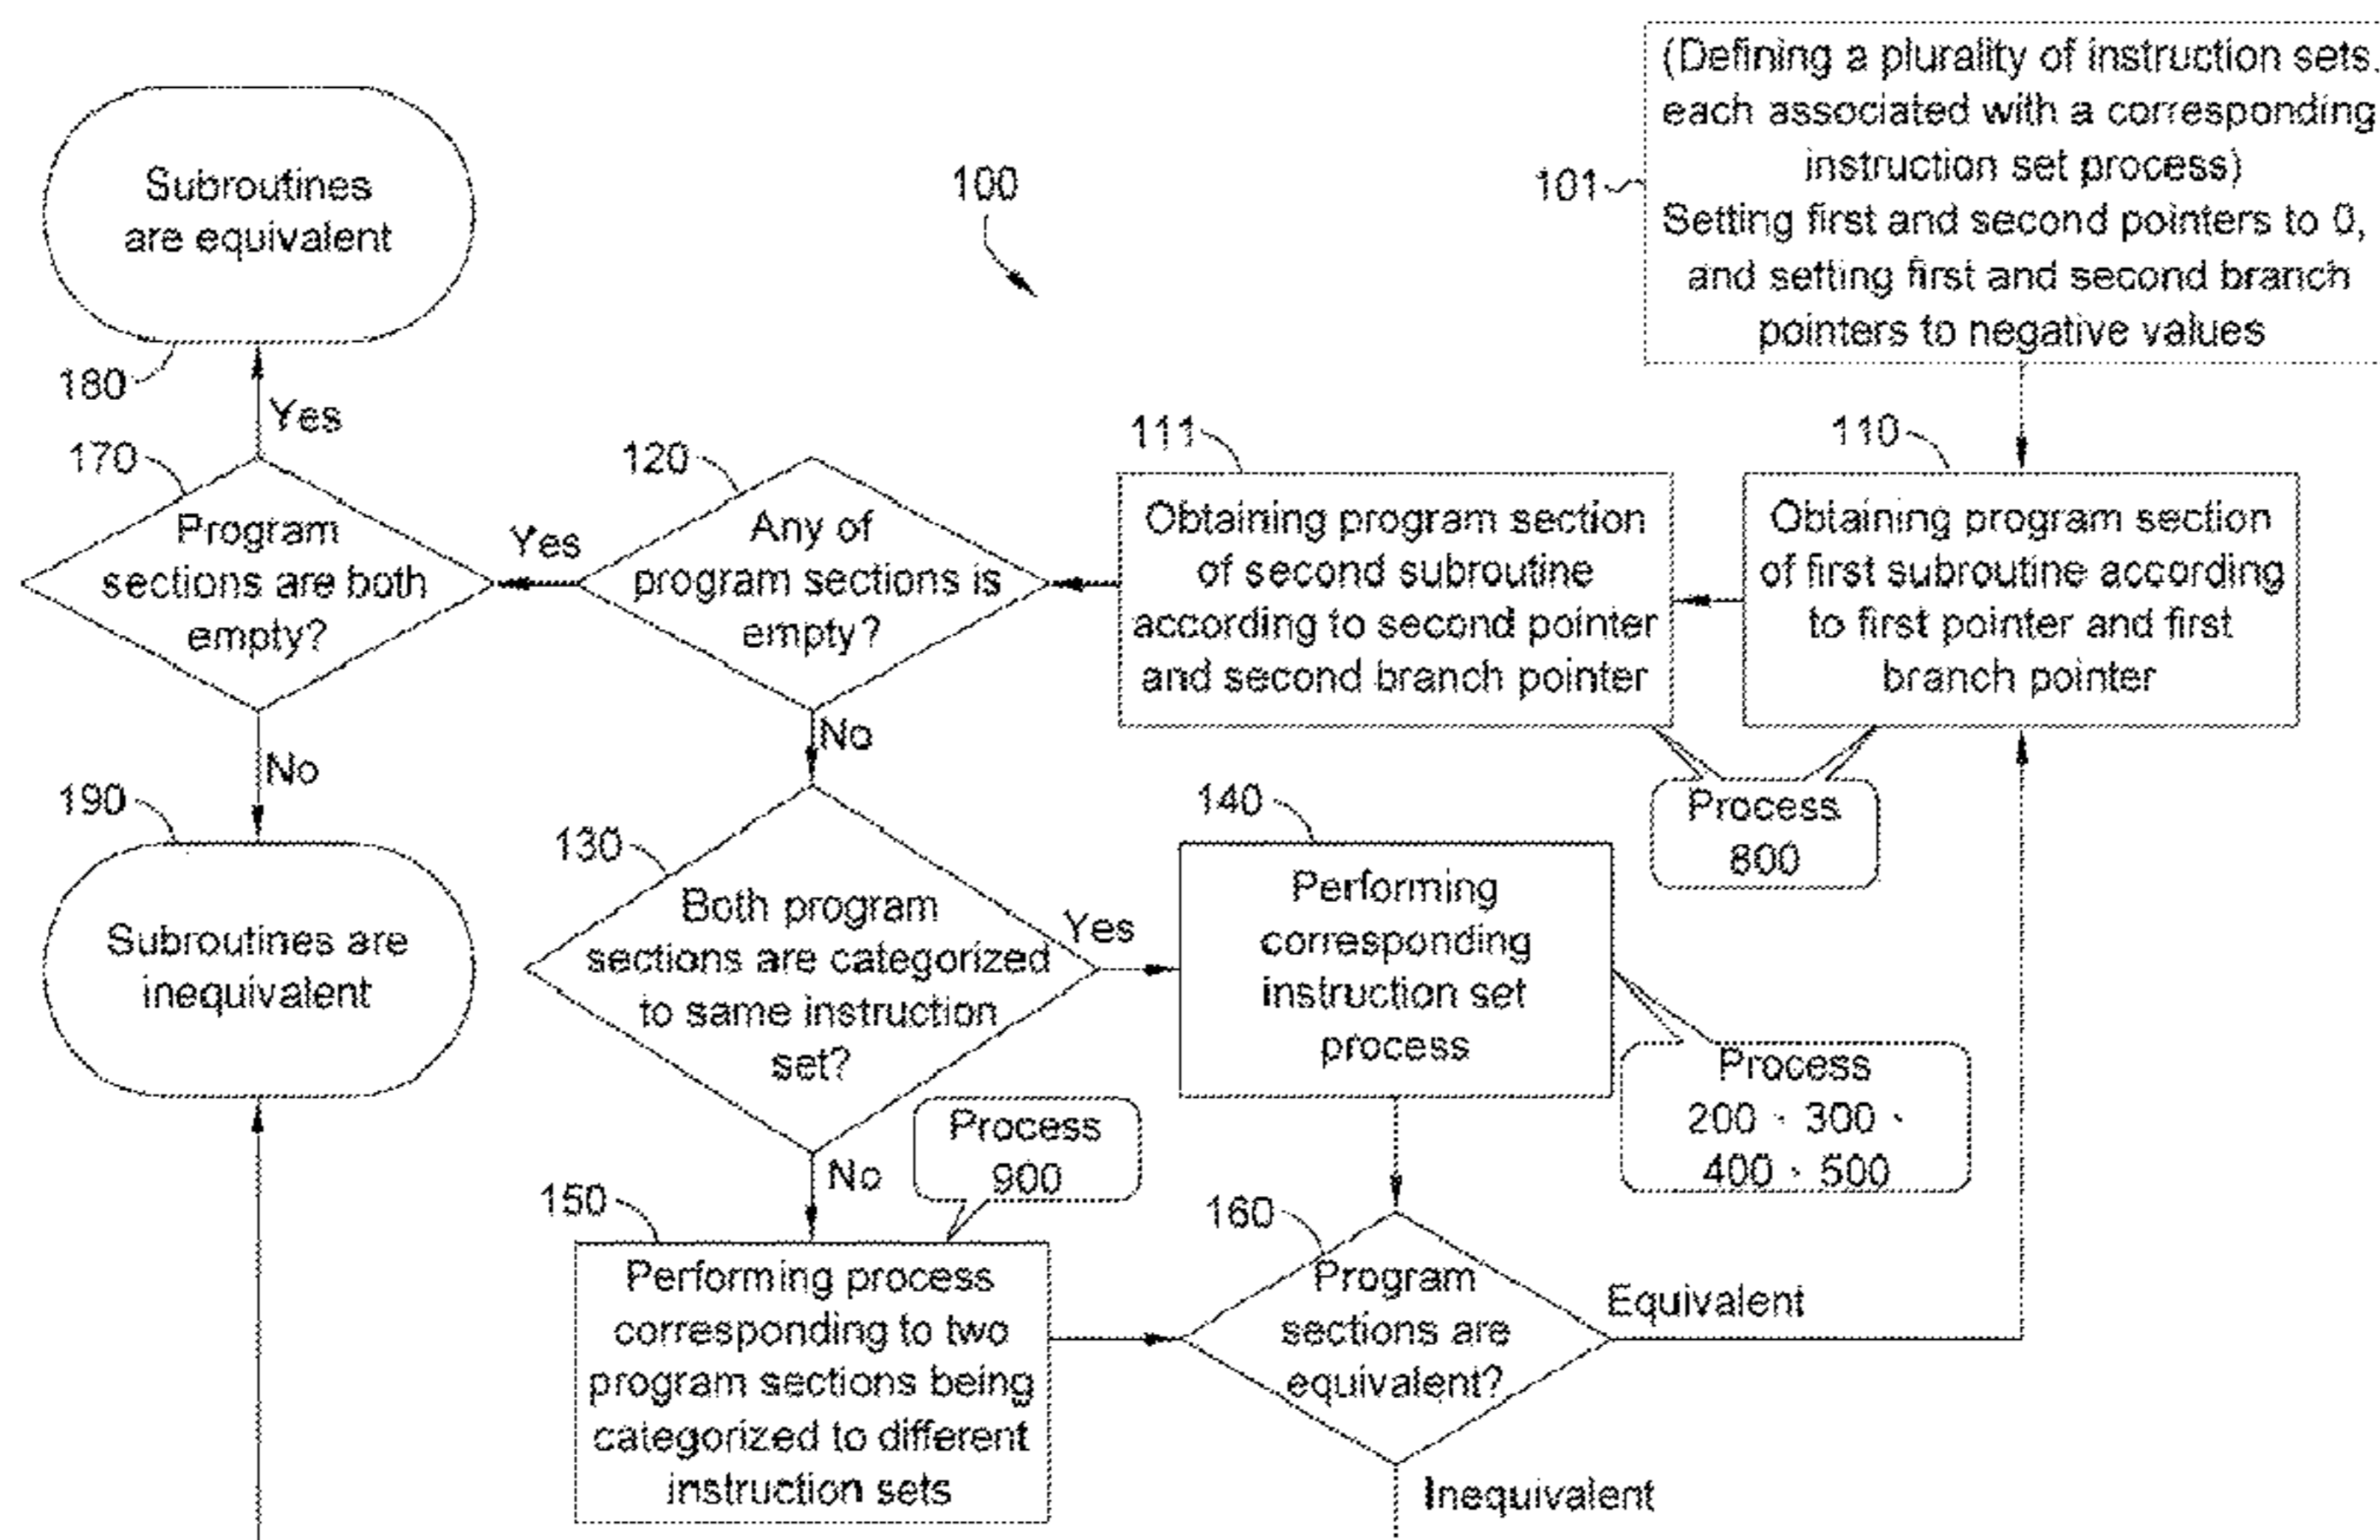 (Defining a plurality of instruction sets,
each associated with a corresponding
instruction set process)
Setting first and second pointers to 0,
and setting first and second branch
pointers to negative values
101
100
Subroutines
are equivalent
180
Yes
170
Program
sections are both
empty?
Yes
120
Any of
program sections is
empty?
111
Obtaining program section
of second subroutine
according to second pointer
and second branch pointer
110
Obtaining program section
of first subroutine according
to first pointer and first
branch pointer
Process
800
No
No
190
Subroutines are
inequivalent
130
Both program
sections are categorized
to same instruction
set?
Yes
140
Performing
corresponding
instruction set
process
Process
200、300、
400、500
No
Process
900
150
Performing process
corresponding to two
program sections being
categorized to different
instruction sets
160
Program
sections are
equivalent?
Equivalent
Inequivalent